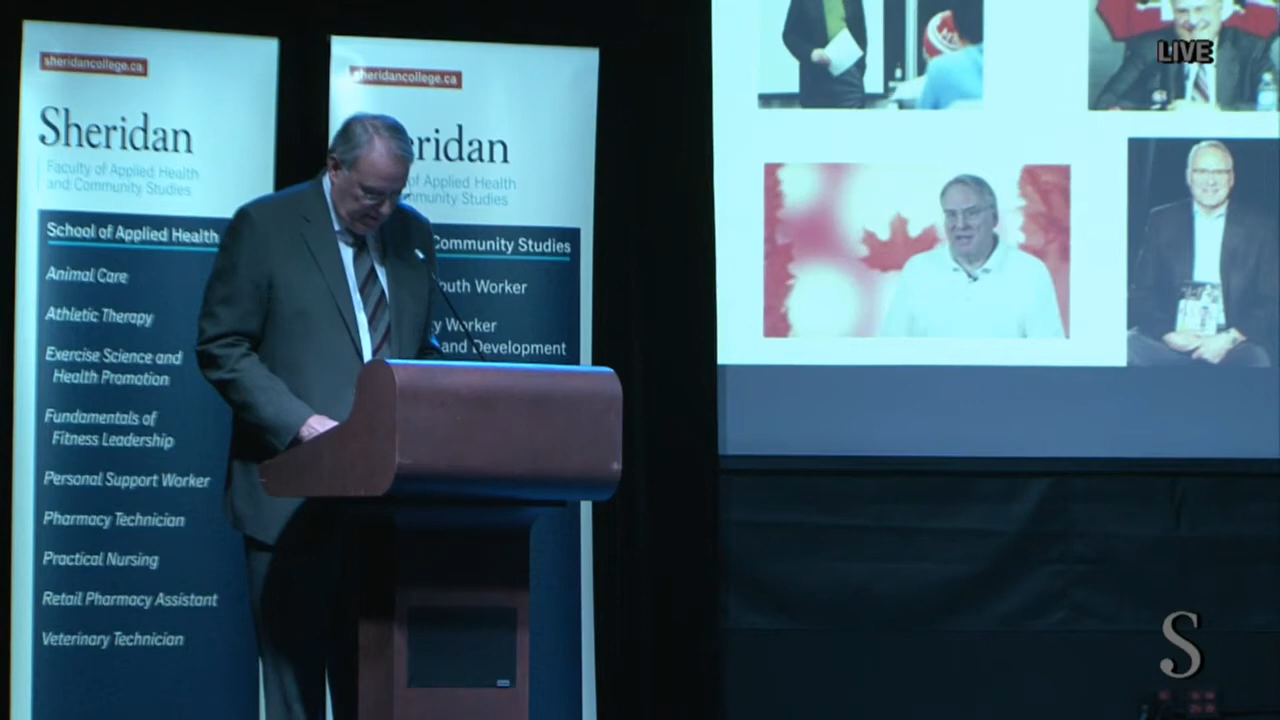 sheridancollege.ca
Sheridan
Faculty of Applied Health
and Community Studies
School of Applied Health
Animal Care
Athletic Therapy
Exercise Science and
Health Promotion
Fundamentals of
Fitness Leadership
Personal Support Worker
Pharmacy Technician
Practical Nursing
Retail Pharmacy Assistant
Veterinary Technician
sheridancollege.ca
eridan
of Applied Health
mmunity Studies
Community Studies
outh Worker
y Worker
and Development
LIVE
S